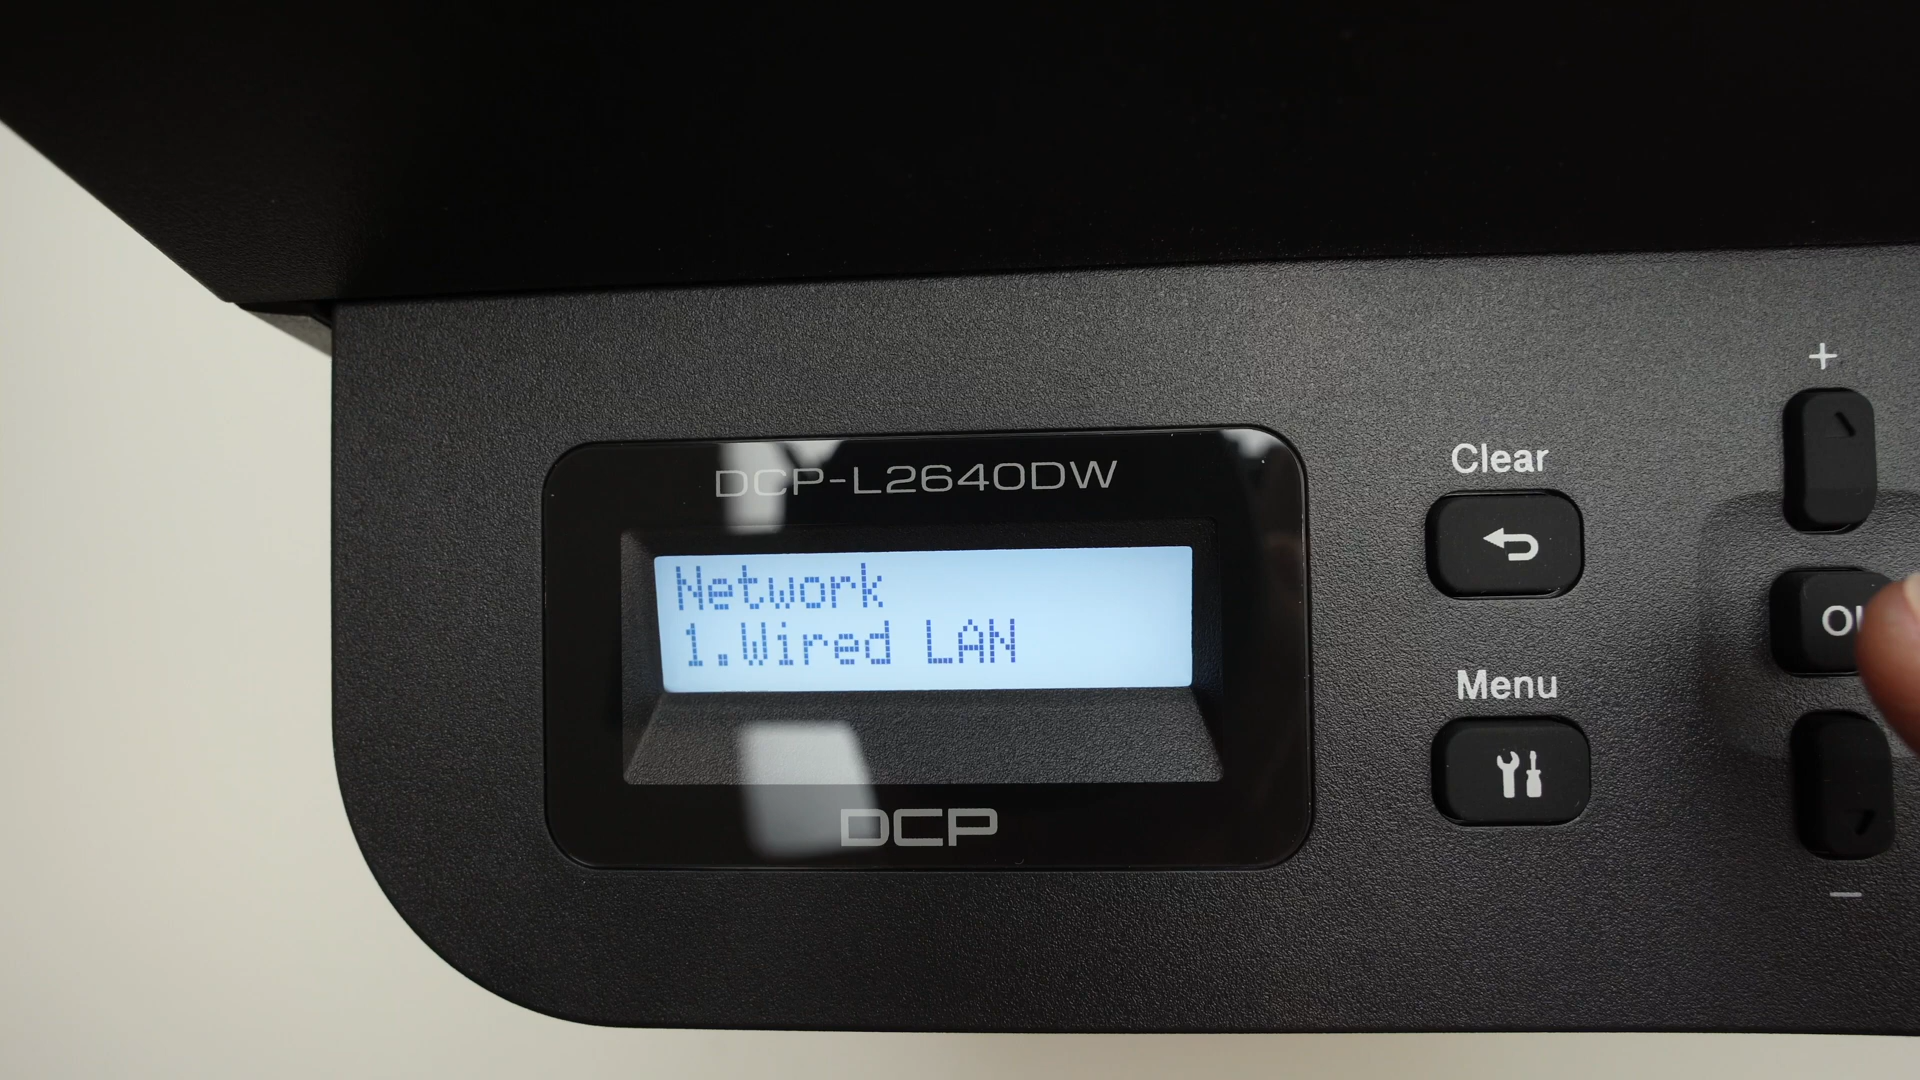 DCP-L2640DW
Network
1.Wired LAN
DCP
Clear
Menu
+
−